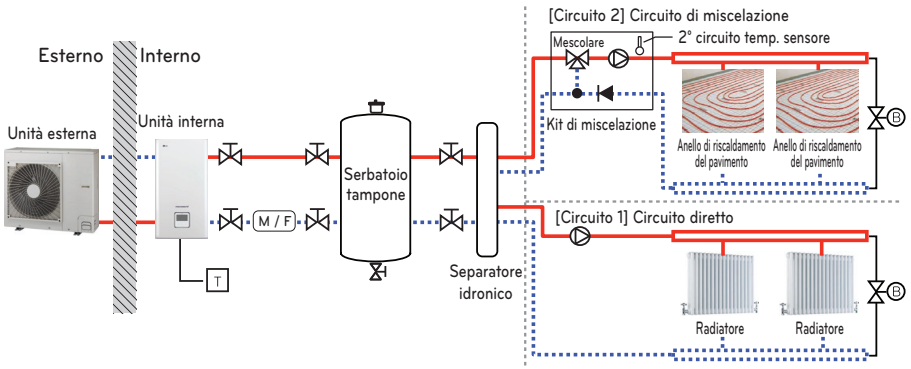 [Circuito 2] Circuito di miscelazione
Esterno
Interno
Mescolare
2° circuito temp. sensore
Unità esterna
Unità interna
Kit di miscelazione
B
Anello di riscaldamento
del pavimento
Anello di riscaldamento
del pavimento
Serbatoio
tampone
M / F
[Circuito 1] Circuito diretto
T
Separatore
idronico
B
Radiatore
Radiatore